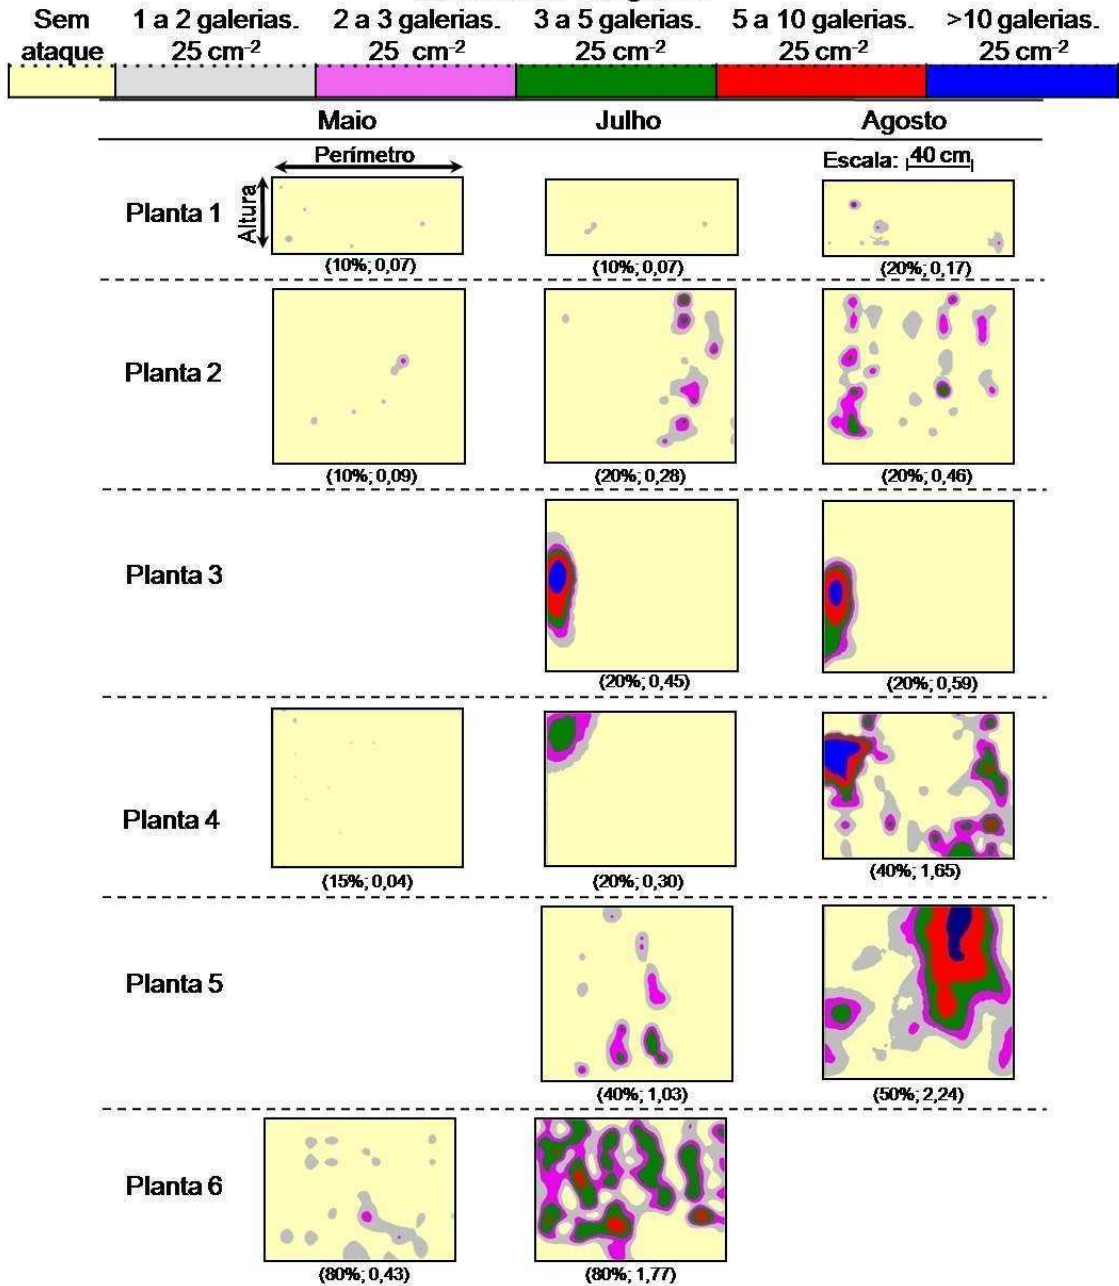 Sem ataque
1 a 2 galerias. 25 cm-2
2 a 3 galerias. 25 cm-2
3 a 5 galerias. 25 cm-2
5 a 10 galerias. 25 cm-2
>10 galerias. 25 cm-2
Maio Julho Agosto
Perímetro
Escala: 40 cm
Altura
Planta 1
(10%; 0,07) (10%; 0,07) (20%; 0,17)
Planta 2
(10%; 0,09) (20%; 0,28) (20%; 0,46)
Planta 3
(20%; 0,45) (20%; 0,59)
Planta 4
(15%; 0,04) (20%; 0,30) (40%; 1,65)
Planta 5
(40%; 1,03) (50%; 2,24)
Planta 6
(80%; 0,43) (80%; 1,77)